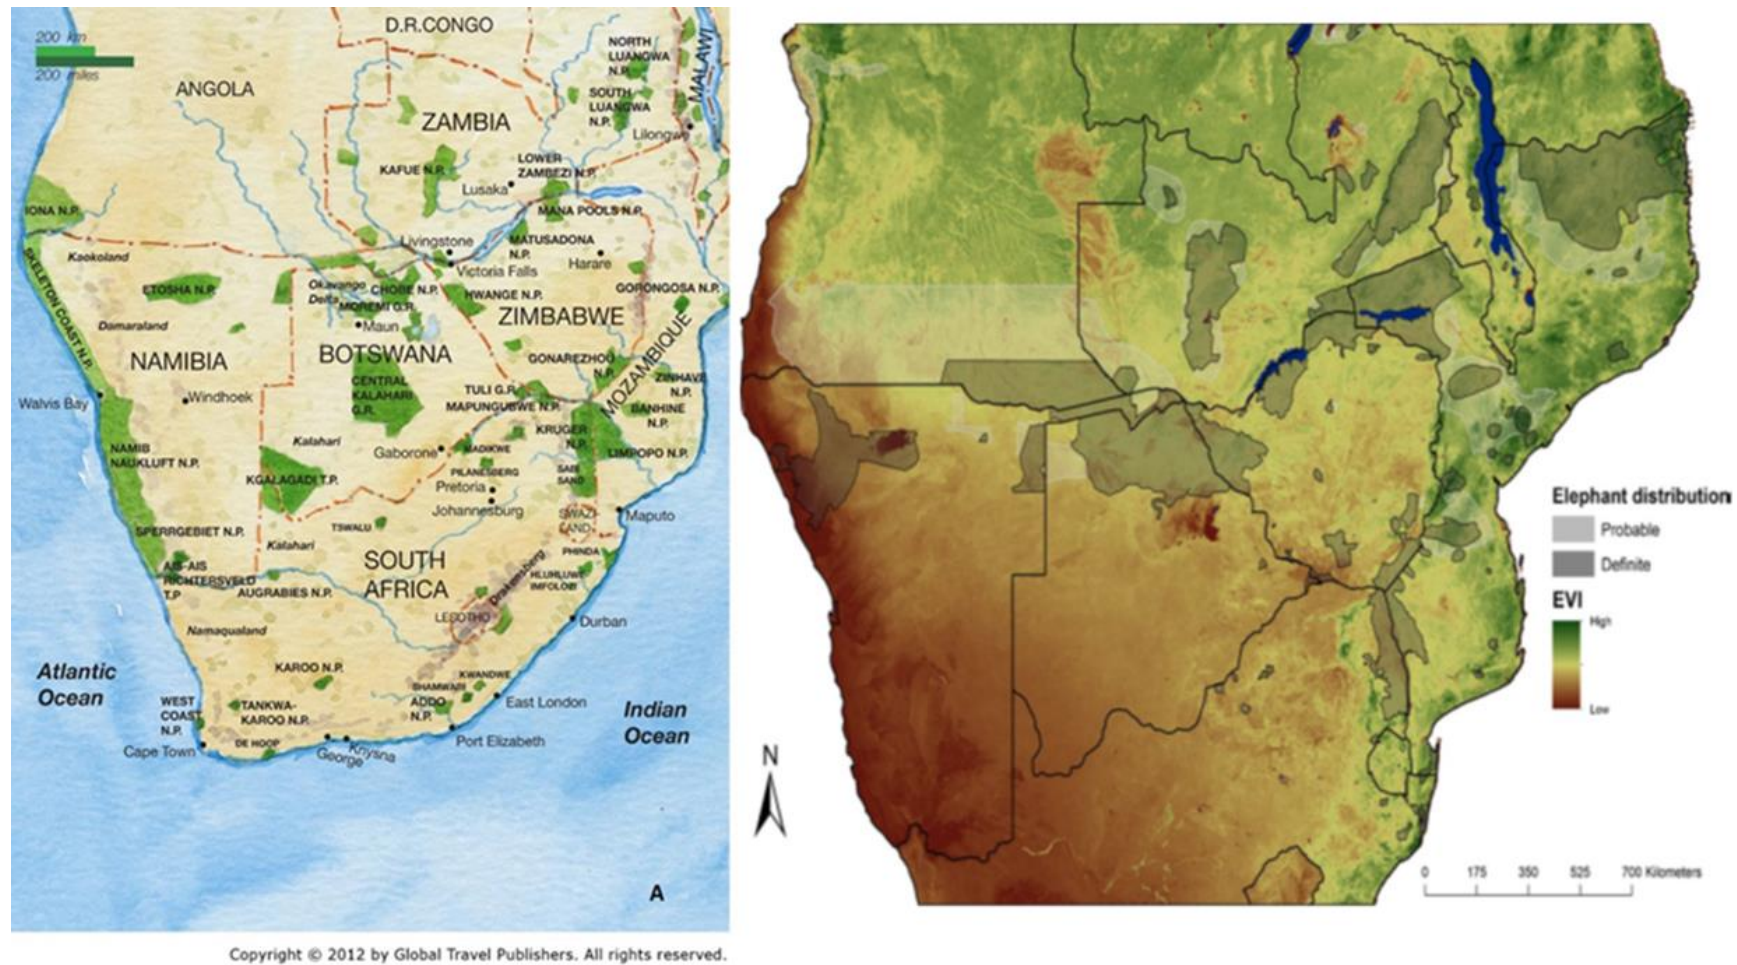 200 km
200 miles
D.R.CONGO
ANGOLA
ZAMBIA
NORTH
LUANGWA
N.P.
SOUTH
LUANGWA
N.P.
MALAWI
Lilongwe
KAFUE N.P.
LOWER
ZAMBEZI N.P.
Lusaka
IONA N.P.
MANA POOLS N.P.
Livingstone
MATUSADONA
N.P.
Harare
Kaokoland
SKELETON COAST N.P.
Victoria Falls
ETOSHA N.P.
Okavango
Delta
CHOBE N.P.
MOREMI G.R.
HWANGE N.P.
GORONGOSA N.P.
Maun
ZIMBABWE
Damaraland
NAMIBIA
BOTSWANA
GONAREZHOU
N.P.
MOZAMBIQUE
CENTRAL
KALAHARI
G.R.
TULI G.R.
MAPUNGUBWE N.P.
ZINHAVE
N.P.
BANHINE
N.P.
Walvis Bay
Windhoek
Kalahari
Gaborone
MADIKWE
KRUGER
N.P.
LIMPOPO N.P.
NAMIB
NAUKLUFT N.P.
KGALAGADI T.P.
PILANESBERG
SABI
SAND
Pretoria
Johannesburg
SWAZI-
LAND
Maputo
SPERRGEBIET N.P.
TSWALU
Kalahari
SOUTH
AFRICA
PHINDA
HLUHLUWE
IMFOLOZI
AIS-AIS
RICHTERSVELD
T.P
AUGRABIES N.P.
Drakensberg
LESOTHO
Durban
Namaqualand
KAROO N.P.
KWANDWE
SHAMWARI
ADDO
N.P.
East London
Atlantic
Ocean
WEST
COAST
N.P.
TANKWA-
KAROO N.P.
Indian
Ocean
Cape Town
DE HOOP
George
Knysna
Port Elizabeth
A
Copyright © 2012 by Global Travel Publishers. All rights reserved.
Elephant distribution
Probable
Definite
EVI
High
Low
N
0 175 350 525 700 Kilometers